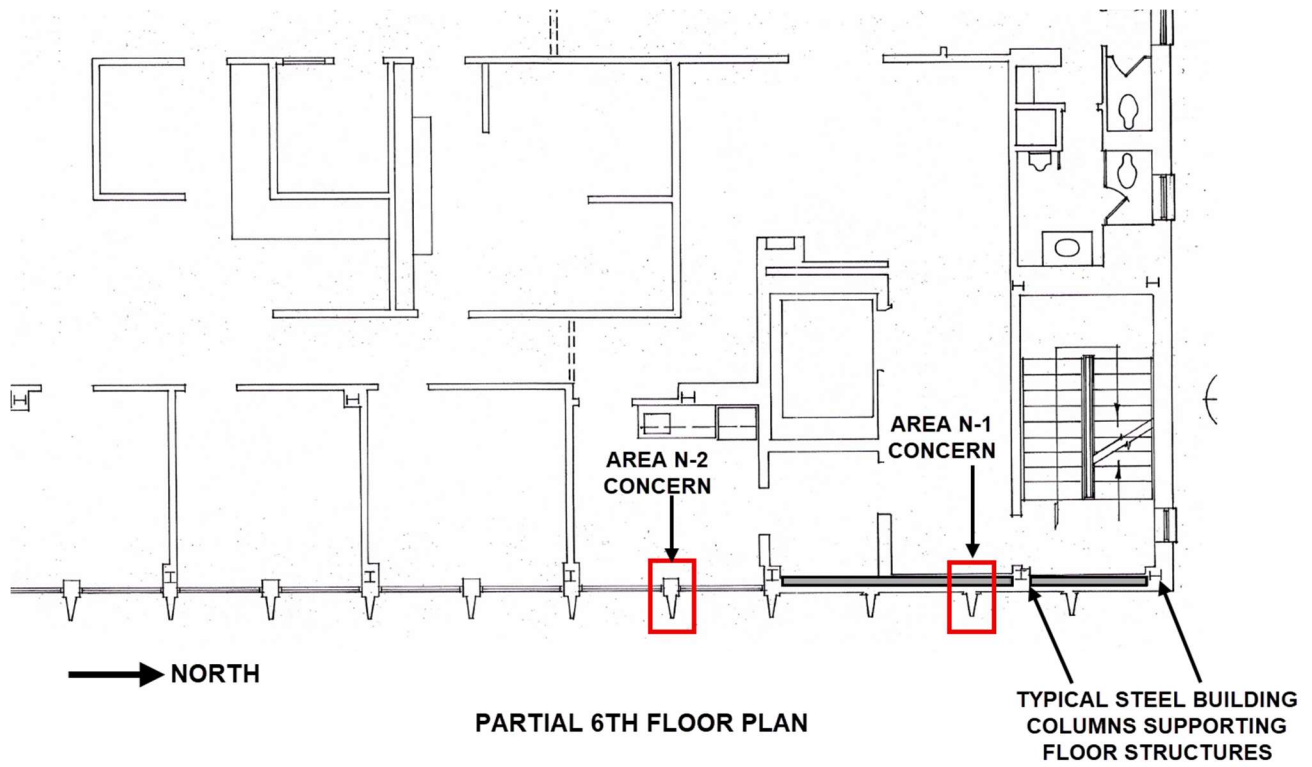 AREA N-1
CONCERN
AREA N-2
CONCERN
NORTH
PARTIAL 6TH FLOOR PLAN
TYPICAL STEEL BUILDING
COLUMNS SUPPORTING
FLOOR STRUCTURES